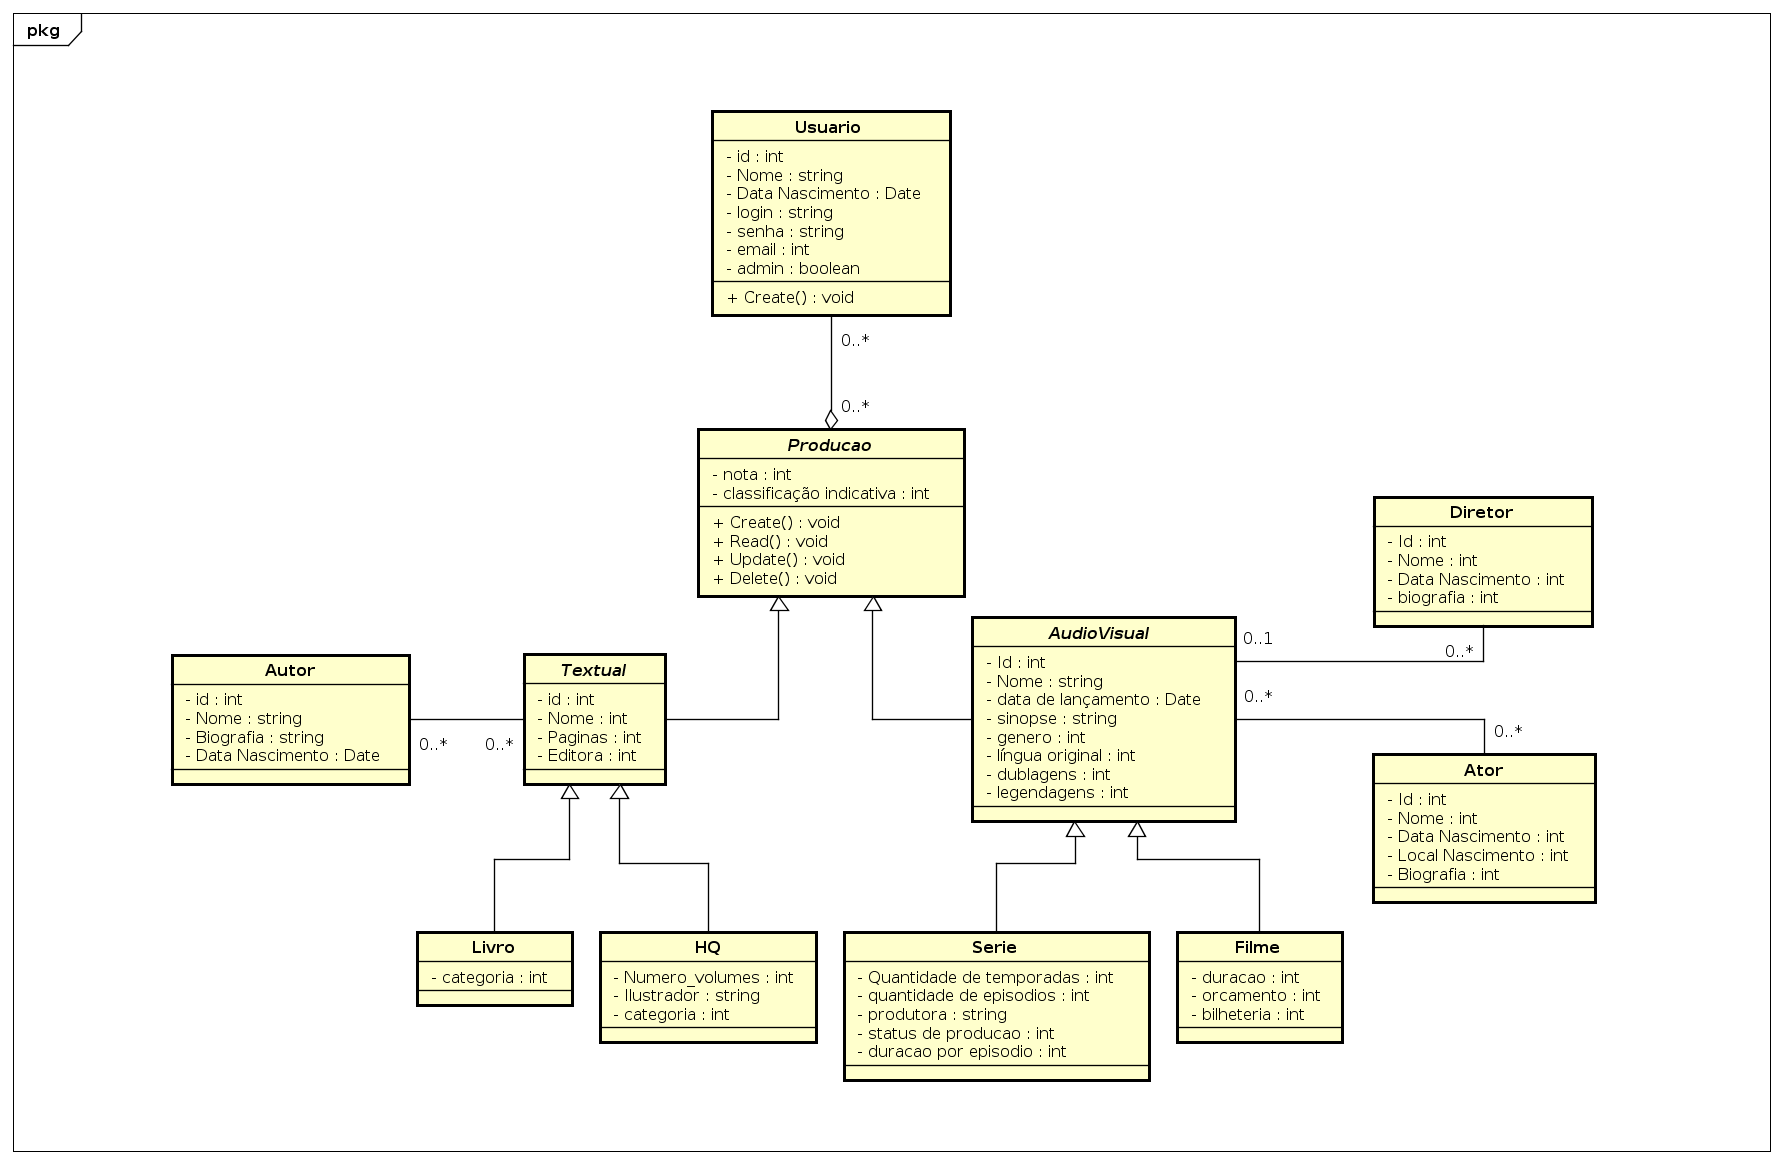 pkg
Usuario
- id : int
- Nome : string
- Data Nascimento : Date
- login : string
- senha : string
- email : int
- admin : boolean
+ Create() : void
0..*
0..*
Producao
- nota : int
- classificação indicativa : int
+ Create() : void
+ Read() : void
+ Update() : void
+ Delete() : void
Autor
- id : int
- Nome : string
- Biografia : string
- Data Nascimento : Date
0..*
0..*
Textual
- id : int
- Nome : int
- Paginas : int
- Editora : int
AudioVisual
- Id : int
- Nome : string
- data de lançamento : Date
- sinopse : string
- genero : int
- língua original : int
- dublagens : int
- legendagens : int
0..1
0..*
Diretor
- Id : int
- Nome : int
- Data Nascimento : int
- biografia : int
0..*
0..*
Ator
- Id : int
- Nome : int
- Data Nascimento : int
- Local Nascimento : int
- Biografia : int
Livro
- categoria : int
HQ
- Numero_volumes : int
- Ilustrador : string
- categoria : int
Serie
- Quantidade de temporadas : int
- quantidade de episodios : int
- produtora : string
- status de producao : int
- duracao por episodio : int
Filme
- duracao : int
- orcamento : int
- bilheteria : int